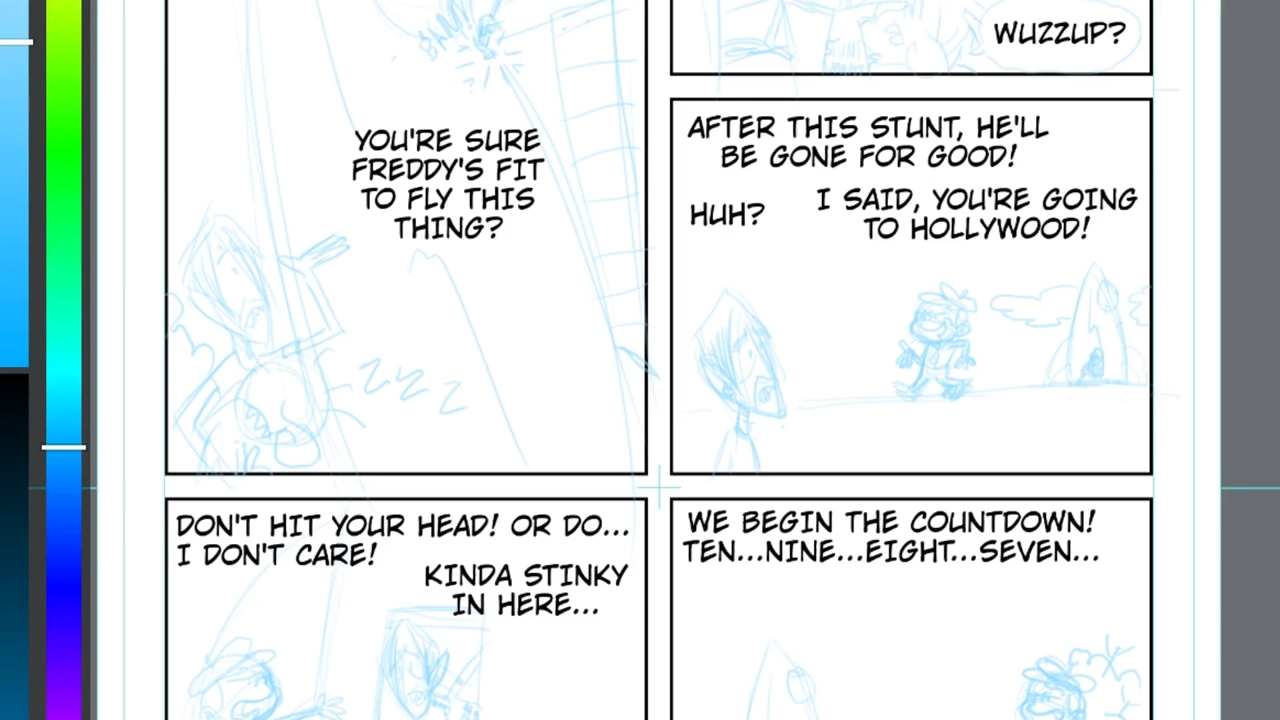 BANG
WUZZUP?
YOU'RE SURE
FREDDY'S FIT
TO FLY THIS
THING?
ZZZZ
AFTER THIS STUNT, HE'LL
BE GONE FOR GOOD!
HUH?
I SAID, YOU'RE GOING
TO HOLLYWOOD!
DON'T HIT YOUR HEAD! OR DO...
I DON'T CARE!
KINDA STINKY
IN HERE...
WE BEGIN THE COUNTDOWN!
TEN...NINE...EIGHT...SEVEN...